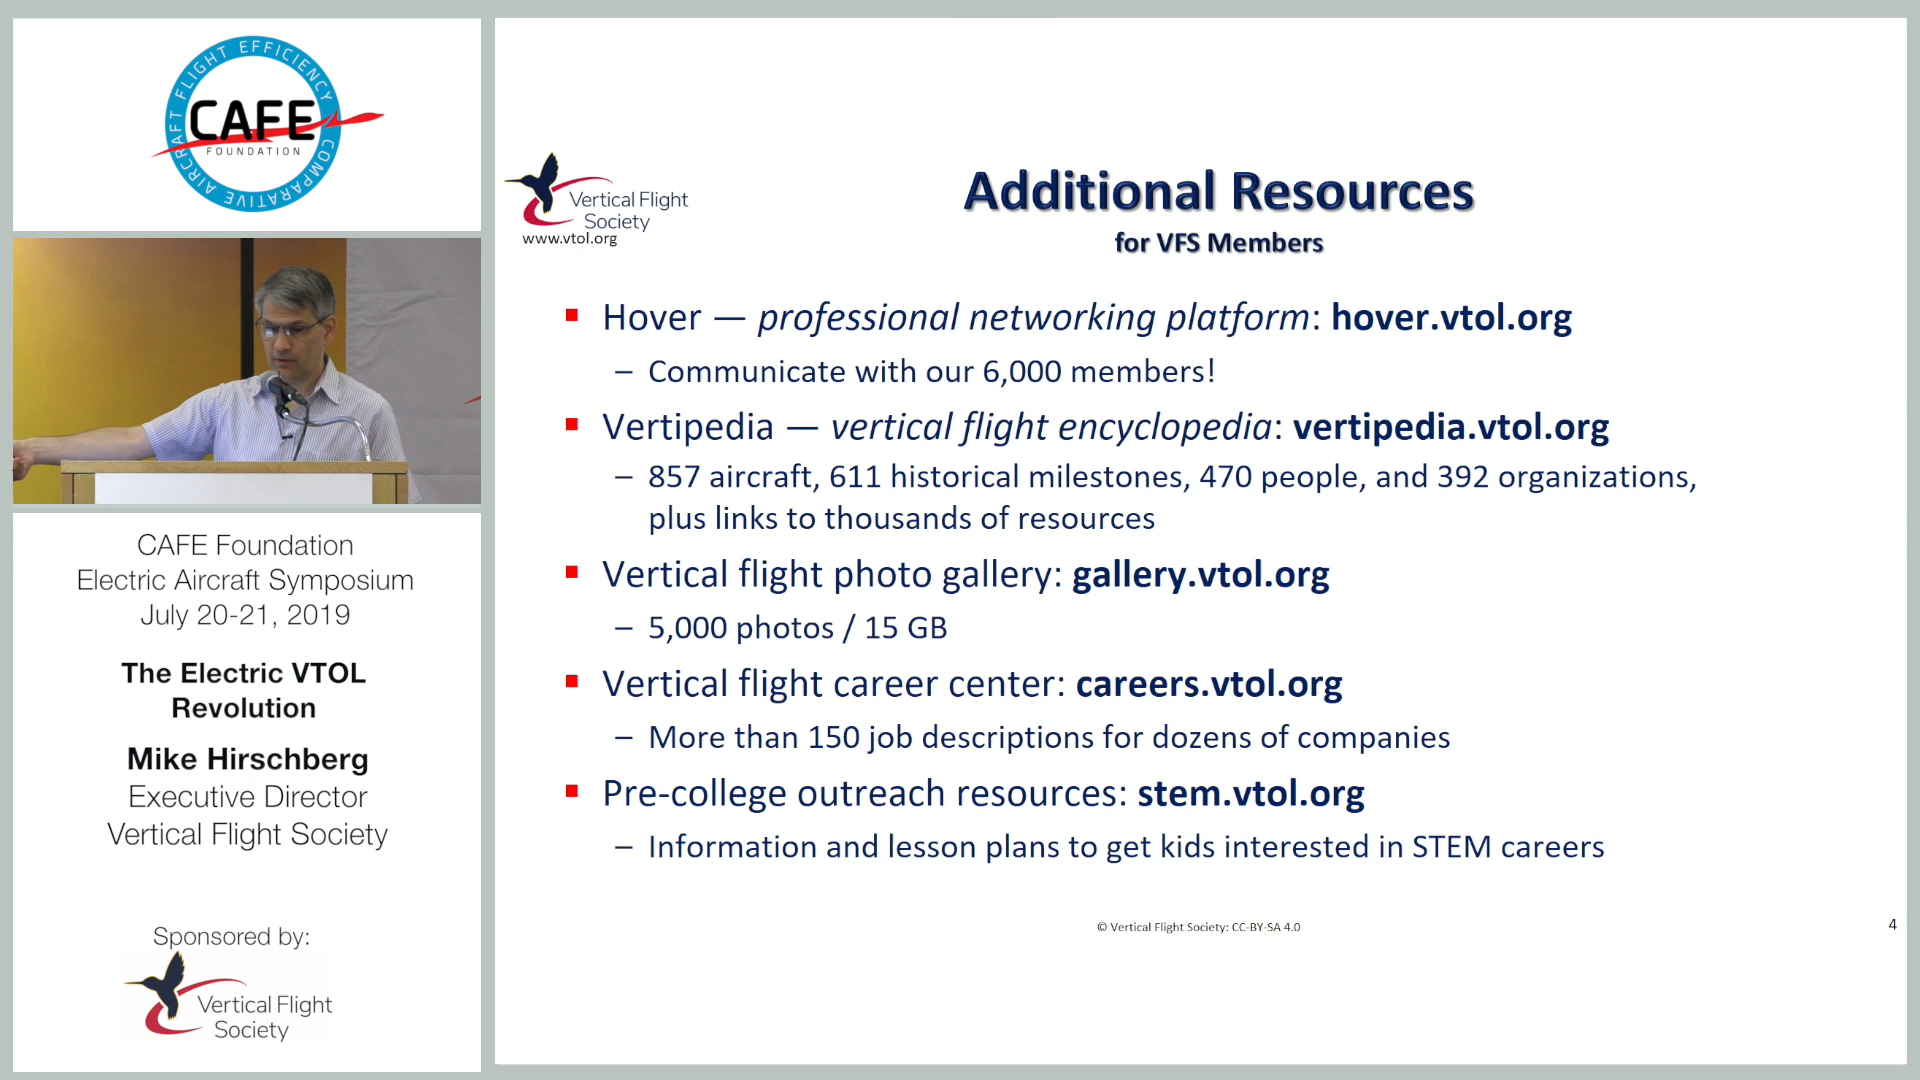 AIRCRAFT FLIGHT EFFICIENCY
COMPARATIVE
CAFE
FOUNDATION
CAFE Foundation
Electric Aircraft Symposium
July 20-21, 2019
The Electric VTOL
Revolution
Mike Hirschberg
Executive Director
Vertical Flight Society
Sponsored by:
Vertical Flight
Society
Vertical Flight
Society
www.vtol.org
Additional Resources
for VFS Members
▪ Hover — professional networking platform: hover.vtol.org
– Communicate with our 6,000 members!
▪ Vertipedia — vertical flight encyclopedia: vertipedia.vtol.org
– 857 aircraft, 611 historical milestones, 470 people, and 392 organizations,
plus links to thousands of resources
▪ Vertical flight photo gallery: gallery.vtol.org
– 5,000 photos / 15 GB
▪ Vertical flight career center: careers.vtol.org
– More than 150 job descriptions for dozens of companies
▪ Pre-college outreach resources: stem.vtol.org
– Information and lesson plans to get kids interested in STEM careers
© Vertical Flight Society: CC-BY-SA 4.0
4